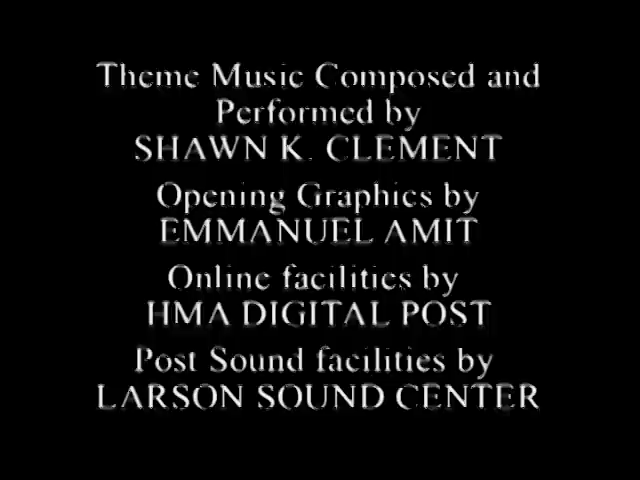 Theme Music Composed and
Performed by
SHAWN K. CLEMENT
Opening Graphics by
EMMANUEL AMIT
Online facilities by
HMA DIGITAL POST
Post Sound facilities by
LARSON SOUND CENTER